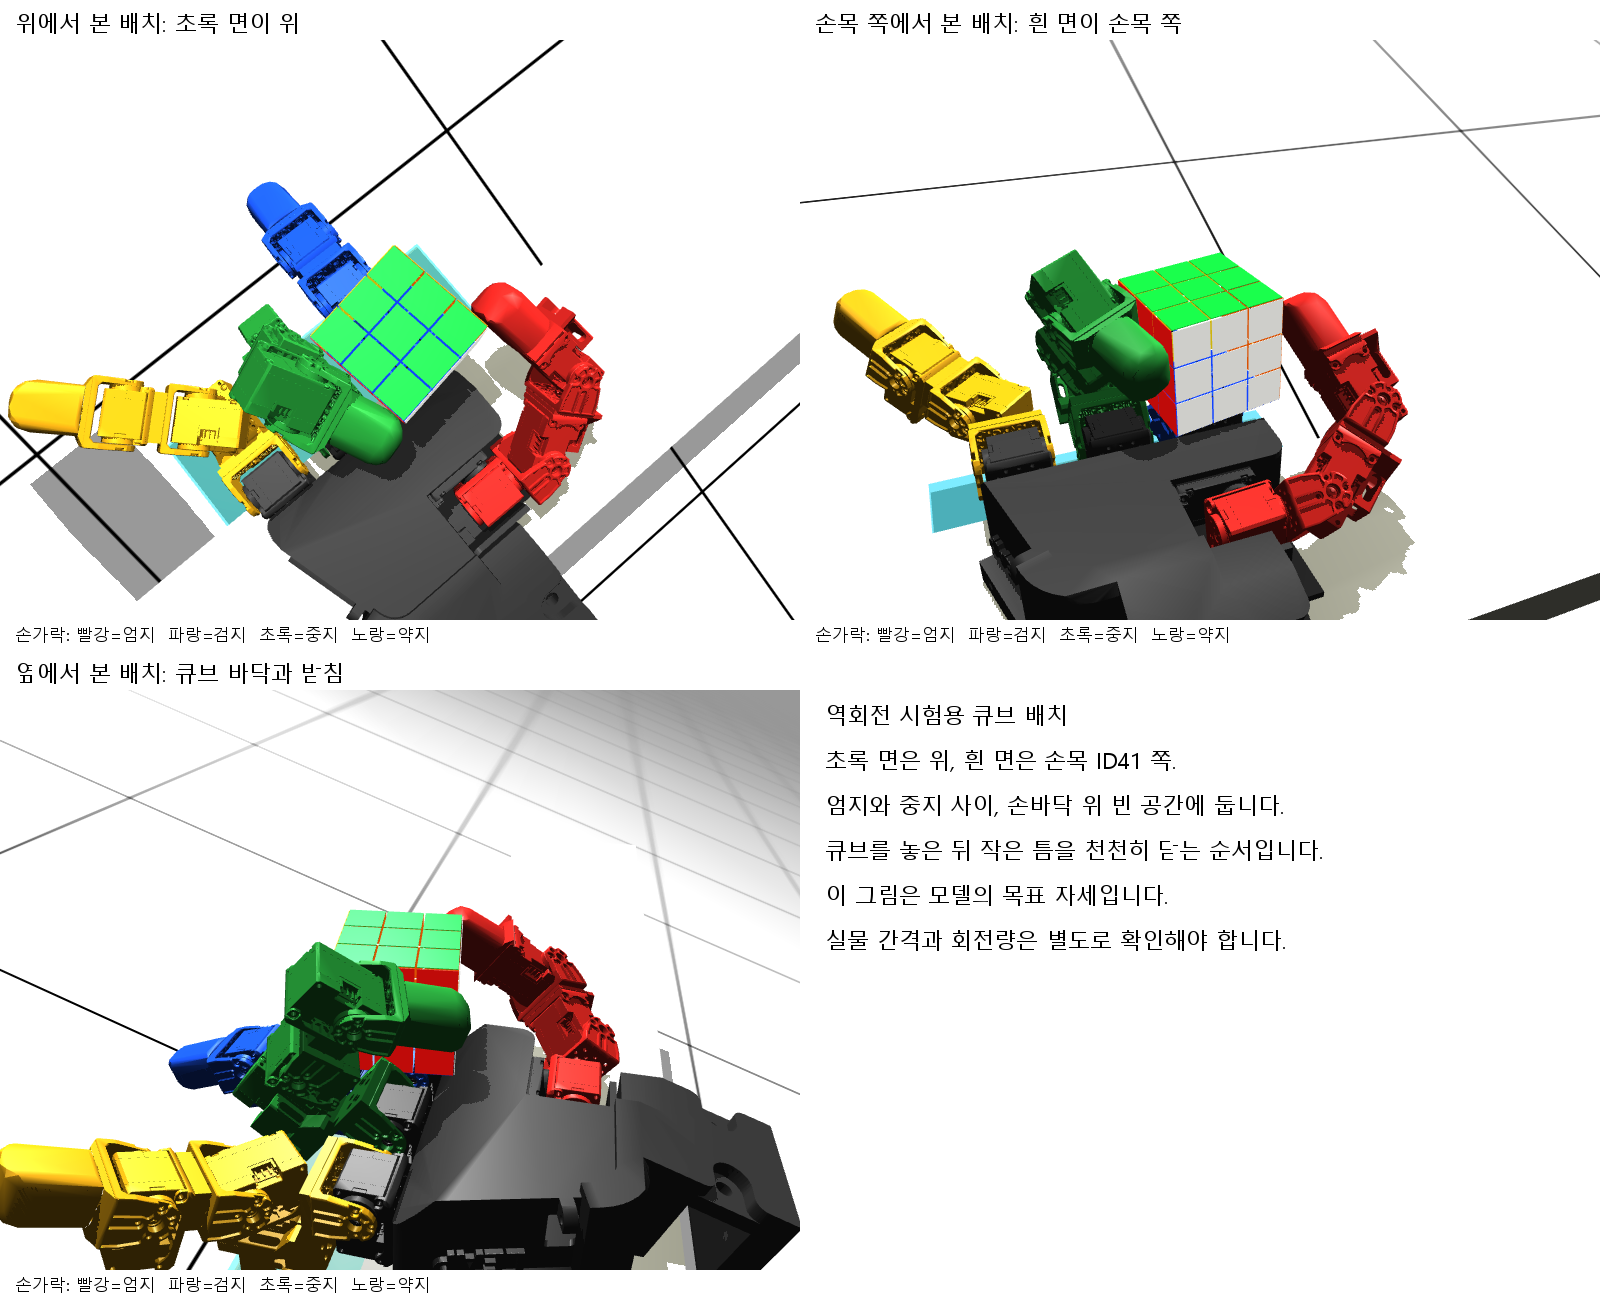 위에서 본 배치: 초록 면이 위
손목 쪽에서 본 배치: 흰 면이 손목 쪽
손가락: 빨강=엄지 파랑=검지 초록=중지 노랑=약지
손가락: 빨강=엄지 파랑=검지 초록=중지 노랑=약지
옆에서 본 배치: 큐브 바닥과 받침
역회전 시험용 큐브 배치
초록 면은 위, 흰 면은 손목 ID41 쪽.
엄지와 중지 사이, 손바닥 위 빈 공간에 둡니다.
큐브를 놓은 뒤 작은 틈을 천천히 닫는 순서입니다.
이 그림은 모델의 목표 자세입니다.
실물 간격과 회전량은 별도로 확인해야 합니다.
손가락: 빨강=엄지 파랑=검지 초록=중지 노랑=약지